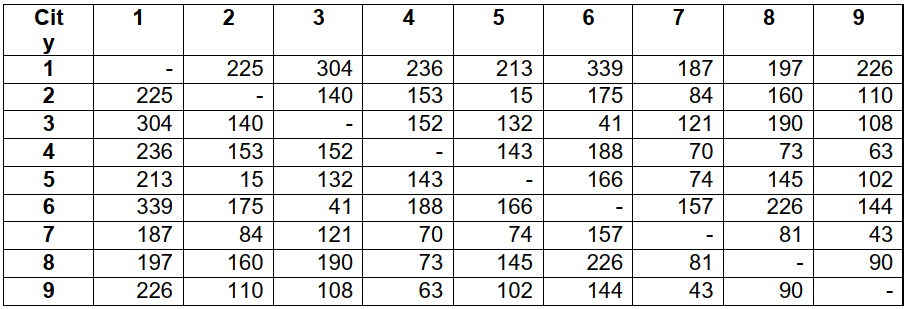 Cit 1 2 3 4 5 6 7 8 9
y
1 - 225 304 236 213 339 187 197 226
2 225 - 140 153 15 175 84 160 110
3 304 140 - 152 132 41 121 190 108
4 236 153 152 - 143 188 70 73 63
5 213 15 132 143 - 166 74 145 102
6 339 175 41 188 166 - 157 226 144
7 187 84 121 70 74 157 - 81 43
8 197 160 190 73 145 226 81 - 90
9 226 110 108 63 102 144 43 90 -